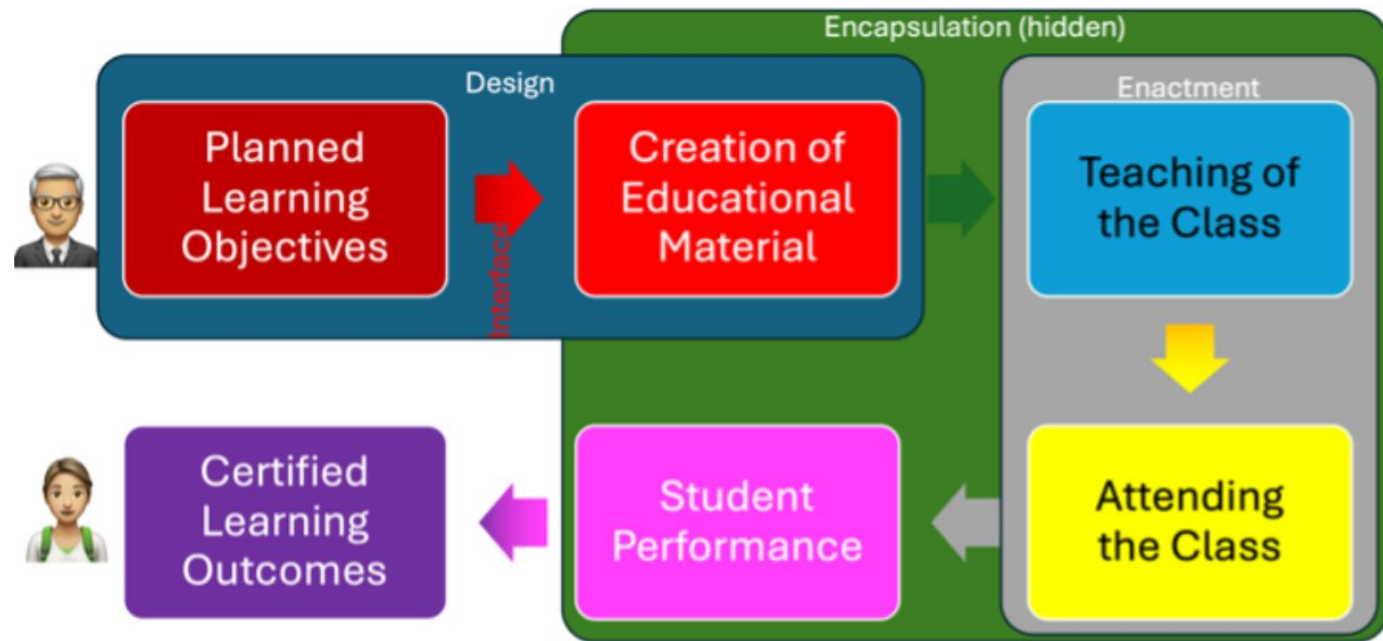 Encapsulation (hidden)
Design
Enactment
Planned
Learning
Objectives
Interface
Creation of
Educational
Material
Teaching of
the Class
Certified
Learning
Outcomes
Student
Performance
Attending
the Class